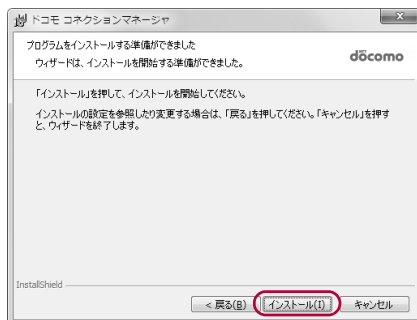 ドコモ コネクションマネージャ
プログラムをインストールする準備ができました
ウィザードは、インストールを開始する準備ができました。
döcomo
「インストール」を押して、インストールを開始してください。
インストールの設定を参照したり変更する場合は、「戻る」を押してください。「キャンセル」を押す
と、ウィザードを終了します。
InstallShield
< 戻る(B)
インストール(I)
キャンセル